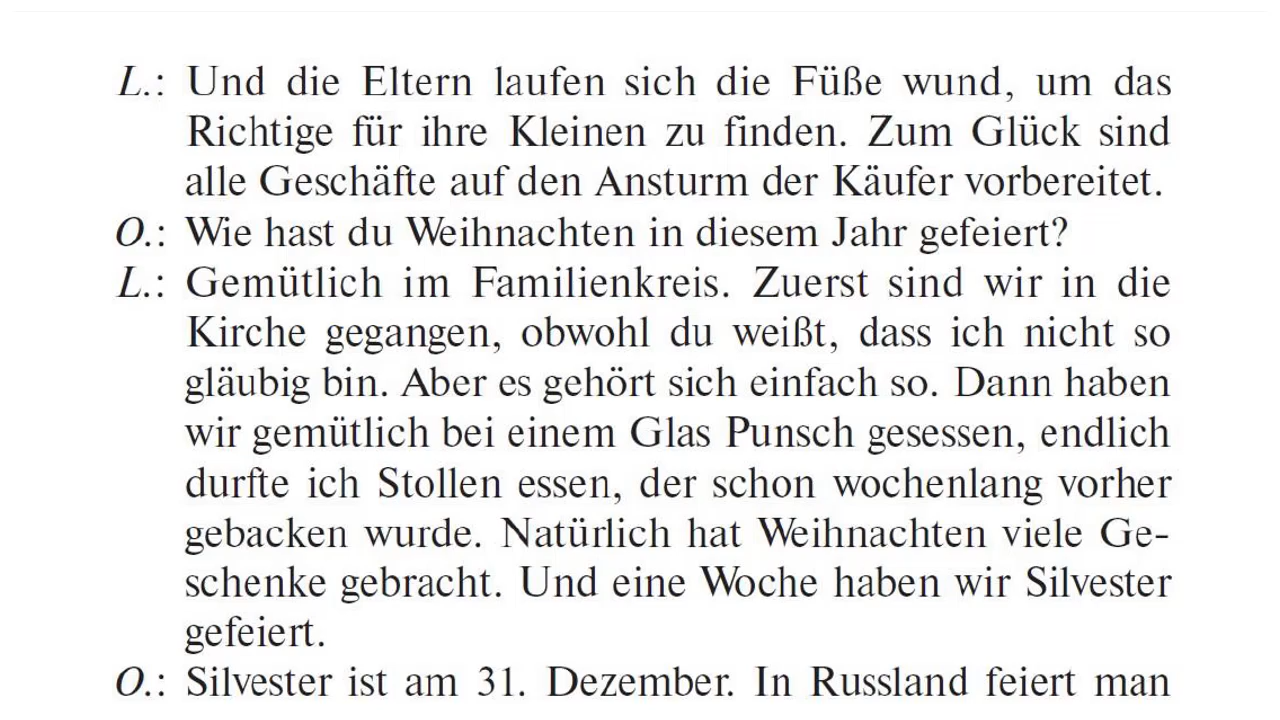 L.: Und die Eltern laufen sich die Füße wund, um das
Richtige für ihre Kleinen zu finden. Zum Glück sind
alle Geschäfte auf den Ansturm der Käufer vorbereitet.
O.: Wie hast du Weihnachten in diesem Jahr gefeiert?
L.: Gemütlich im Familienkreis. Zuerst sind wir in die
Kirche gegangen, obwohl du weißt, dass ich nicht so
gläubig bin. Aber es gehört sich einfach so. Dann haben
wir gemütlich bei einem Glas Punsch gesessen, endlich
durfte ich Stollen essen, der schon wochenlang vorher
gebacken wurde. Natürlich hat Weihnachten viele Ge-
schenke gebracht. Und eine Woche haben wir Silvester
gefeiert.
O.: Silvester ist am 31. Dezember. In Russland feiert man